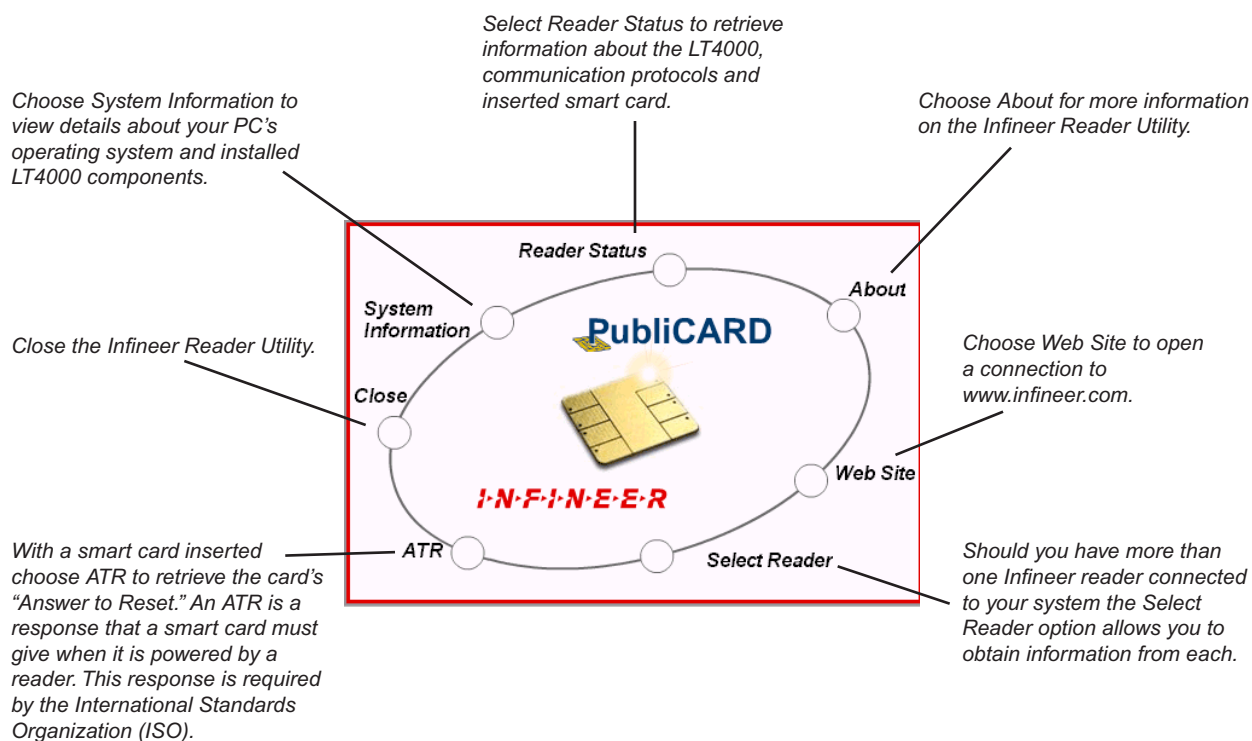 Select Reader Status to retrieve
information about the LT4000,
communication protocols and
inserted smart card.
Choose System Information to
view details about your PC's
operating system and installed
LT4000 components.
Choose About for more information
on the Infineer Reader Utility.
Reader Status
About
System
Information
PubliCARD
Close the Infineer Reader Utility.
Choose Web Site to open
a connection to
www.infineer.com.
Close
Web Site
I·N·F·I·N·E·E·R
ATR
Select Reader
With a smart card inserted
choose ATR to retrieve the card's
“Answer to Reset.” An ATR is a
response that a smart card must
give when it is powered by a
reader. This response is required
by the International Standards
Organization (ISO).
Should you have more than
one Infineer reader connected
to your system the Select
Reader option allows you to
obtain information from each.